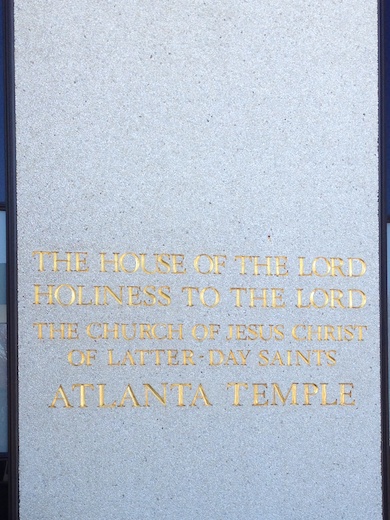 THE HOUSE OF THE LORD
HOLINESS TO THE LORD
THE CHURCH OF JESUS CHRIST
OF LATTER-DAY SAINTS
ATLANTA TEMPLE